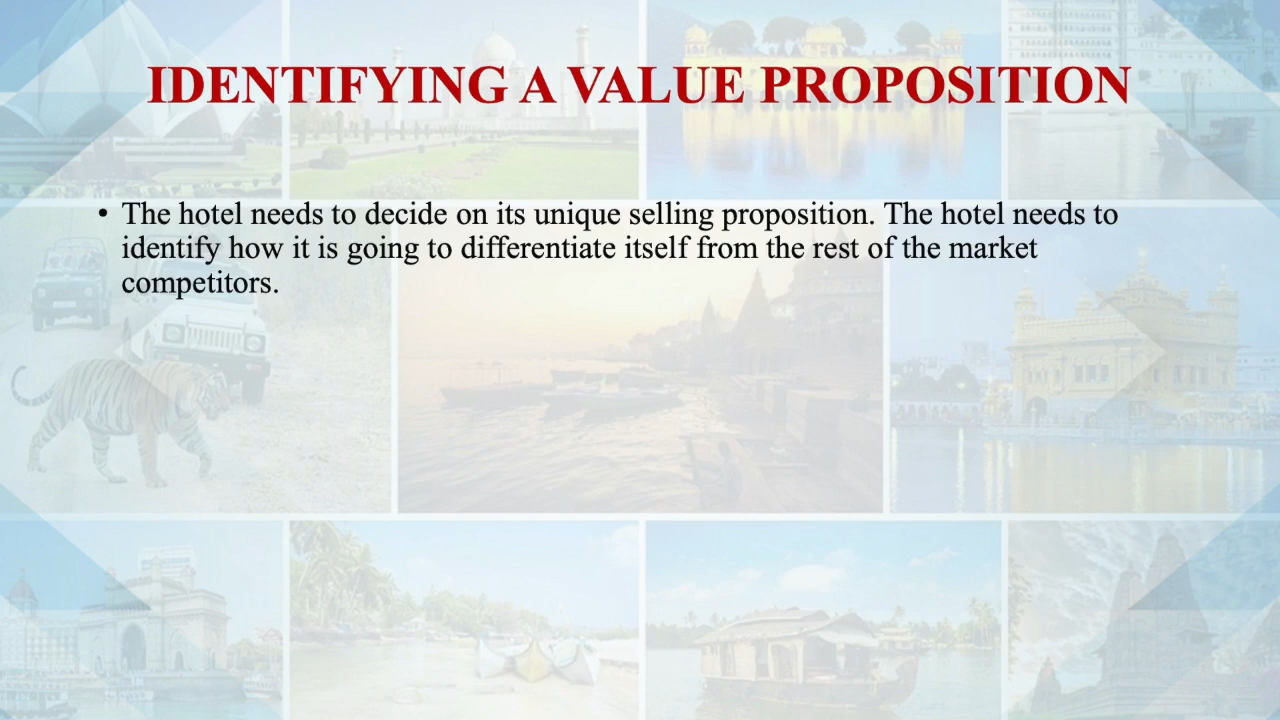 IDENTIFYING A VALUE PROPOSITION
• The hotel needs to decide on its unique selling proposition. The hotel needs to
identify how it is going to differentiate itself from the rest of the market
competitors.